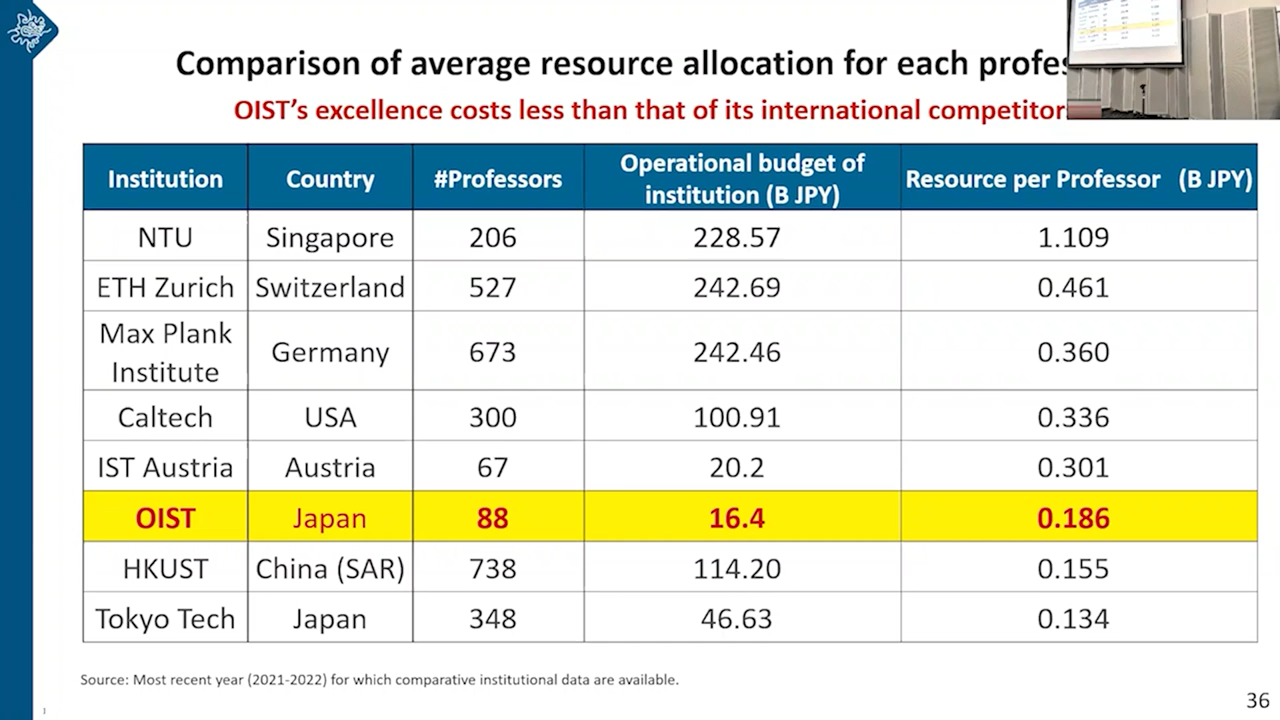 Comparison of average resource allocation for each profes
OIST's excellence costs less than that of its international competitor
Institution Country #Professors Operational budget of institution (B JPY) Resource per Professor (B JPY)
NTU Singapore 206 228.57 1.109
ETH Zurich Switzerland 527 242.69 0.461
Max Plank Institute Germany 673 242.46 0.360
Caltech USA 300 100.91 0.336
IST Austria Austria 67 20.2 0.301
OIST Japan 88 16.4 0.186
HKUST China (SAR) 738 114.20 0.155
Tokyo Tech Japan 348 46.63 0.134
Source: Most recent year (2021-2022) for which comparative institutional data are available.
36